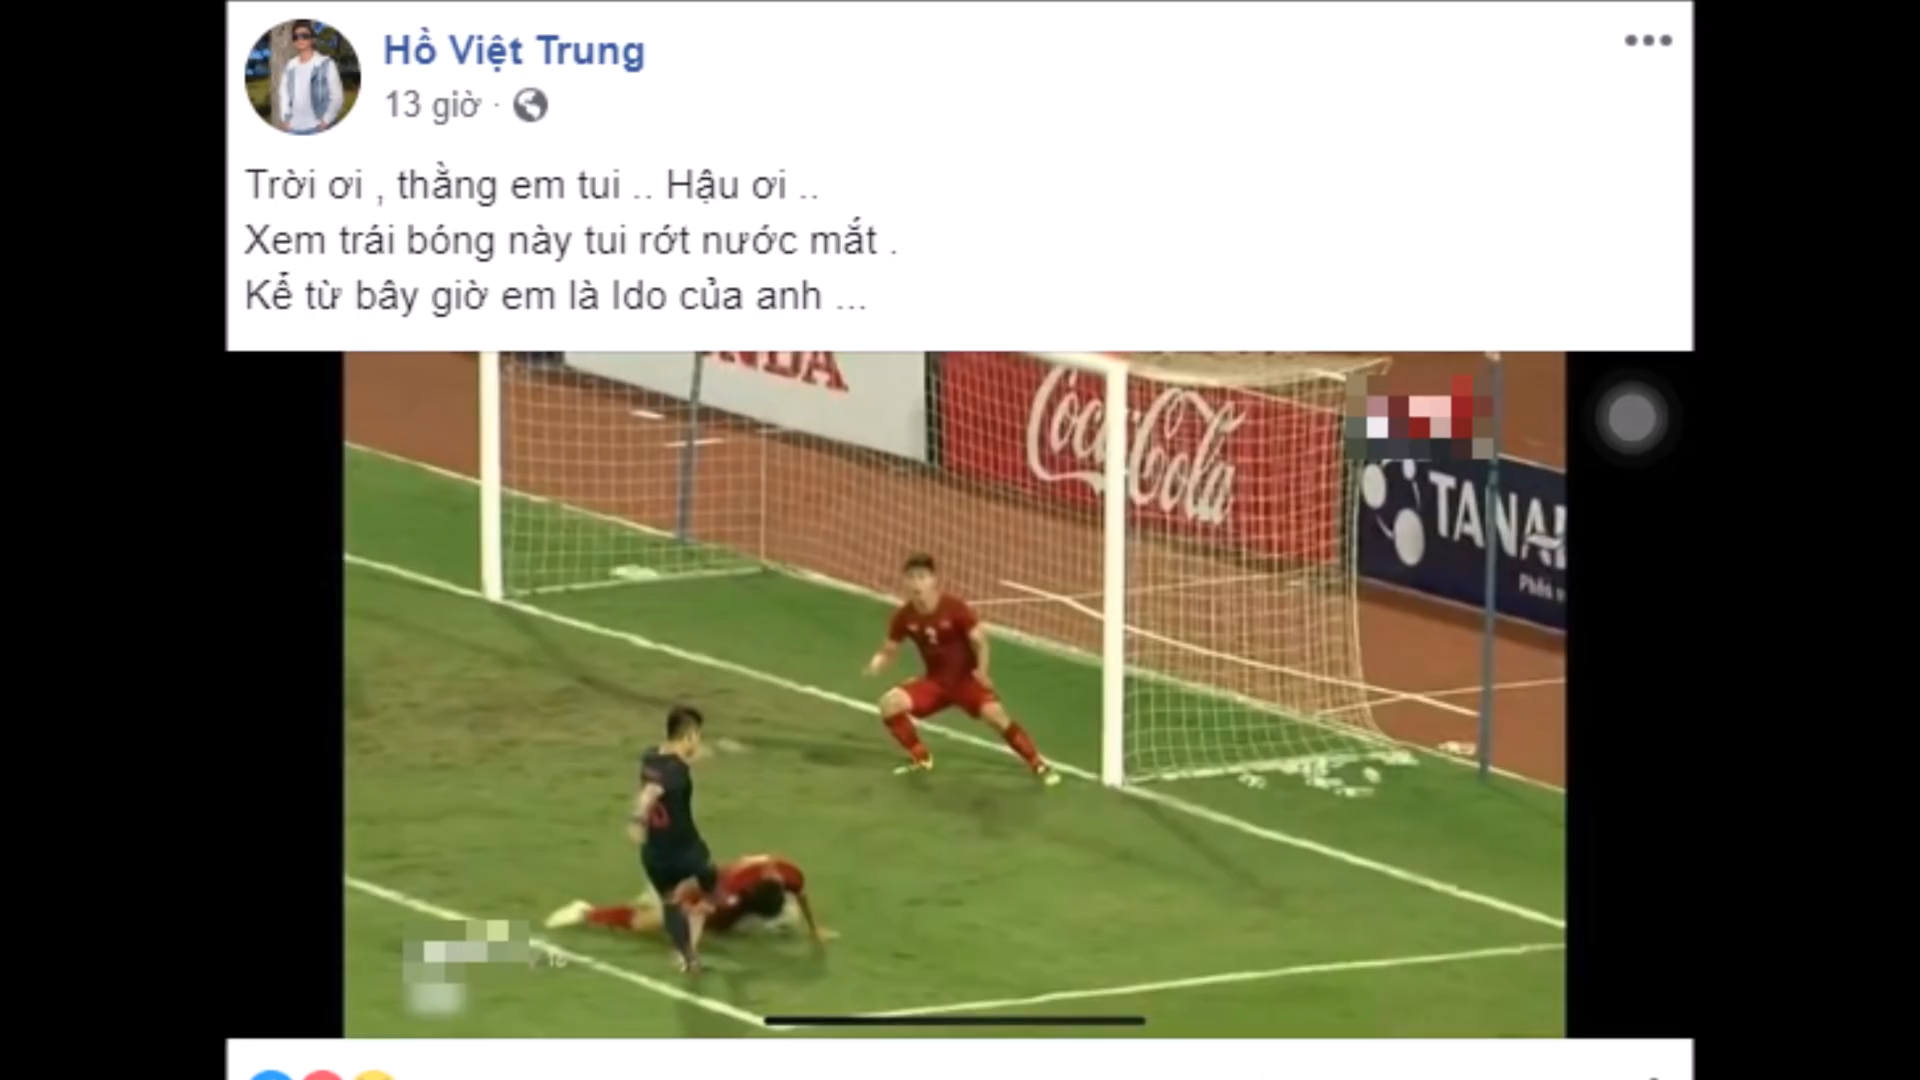 Hồ Việt Trung
13 giờ ·
Trời ơi , thằng em tui .. Hậu ơi ..
Xem trái bóng này tui rớt nước mắt .
Kể từ bây giờ em là Ido của anh ...
Coca-Cola